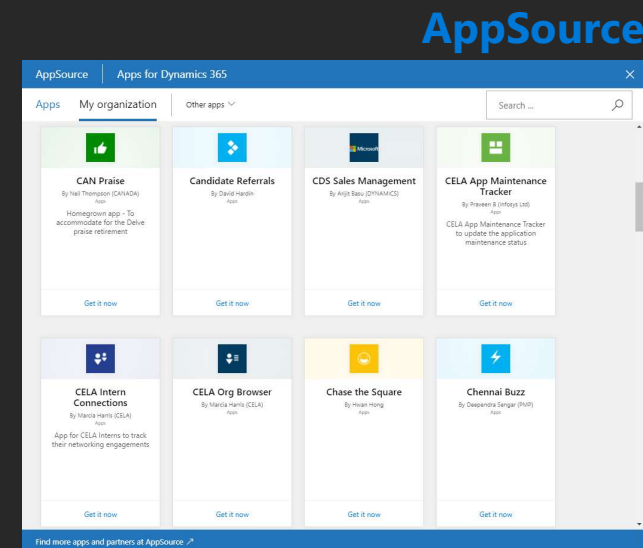 AppSource
AppSource Apps for Dynamics 365
Apps My organization Other apps Search ...
CAN Praise
By Neil Thompson (CANADA)
Apps
Homegrown app - To
accommodate for the Delve
praise retirement
Get it now
Candidate Referrals
By David Hardin
Apps
Get it now
Microsoft
CDS Sales Management
By Arijit Basu (DYNAMICS)
Apps
Get it now
CELA App Maintenance
Tracker
By Praveen B (Infosys Ltd)
Apps
CELA App Maintenance Tracker
to update the application
maintenance status
Get it now
CELA Intern
Connections
By Marcia Harris (CELA)
Apps
App for CELA Interns to track
their networking engagements
Get it now
CELA Org Browser
By Marcia Harris (CELA)
Apps
Get it now
Chase the Square
By Hwan Hong
Apps
Get it now
Chennai Buzz
By Deependra Sengar (PMP)
Apps
Get it now
Find more apps and partners at AppSource